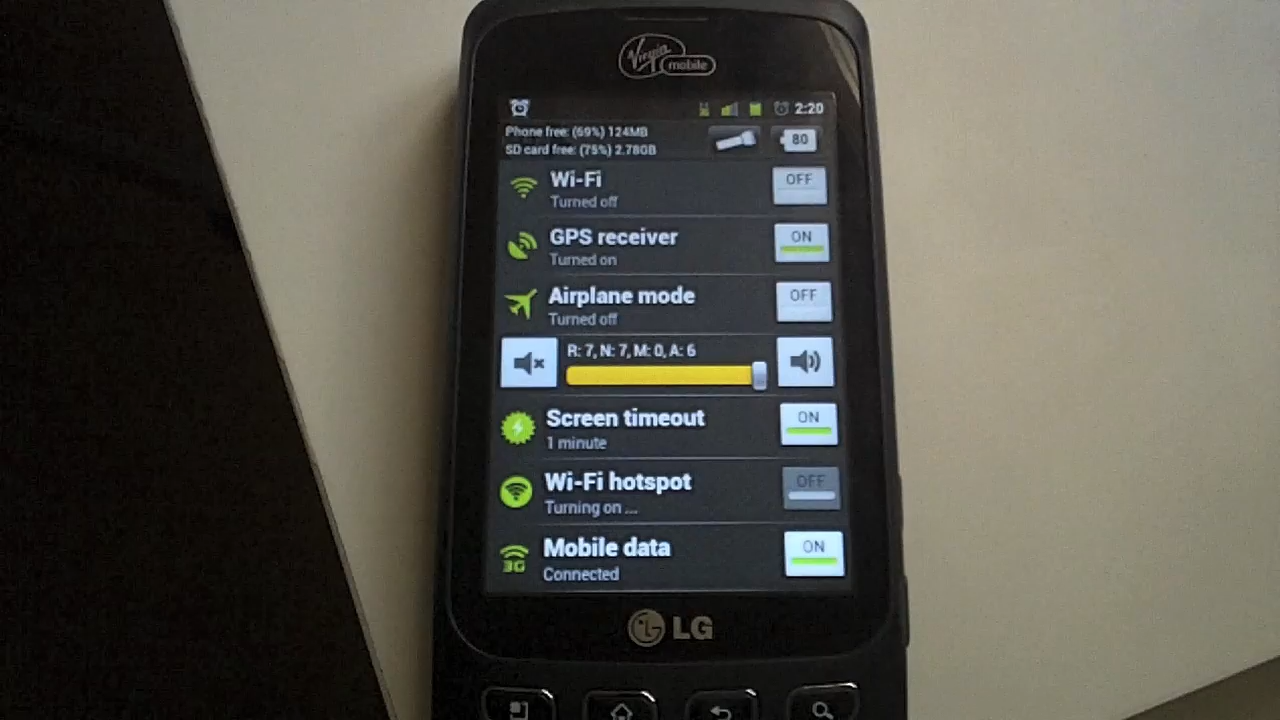 Virgin
mobile
2:20
Phone free: (69%) 124MB
SD card free: (75%) 2.78GB
80
Wi-Fi
OFF
Turned off
GPS receiver
ON
Turned on
Airplane mode
OFF
Turned off
R: 7, N: 7, M: 0, A: 6
Screen timeout
ON
1 minute
Wi-Fi hotspot
OFF
Turning on ...
Mobile data
ON
3G
Connected
LG